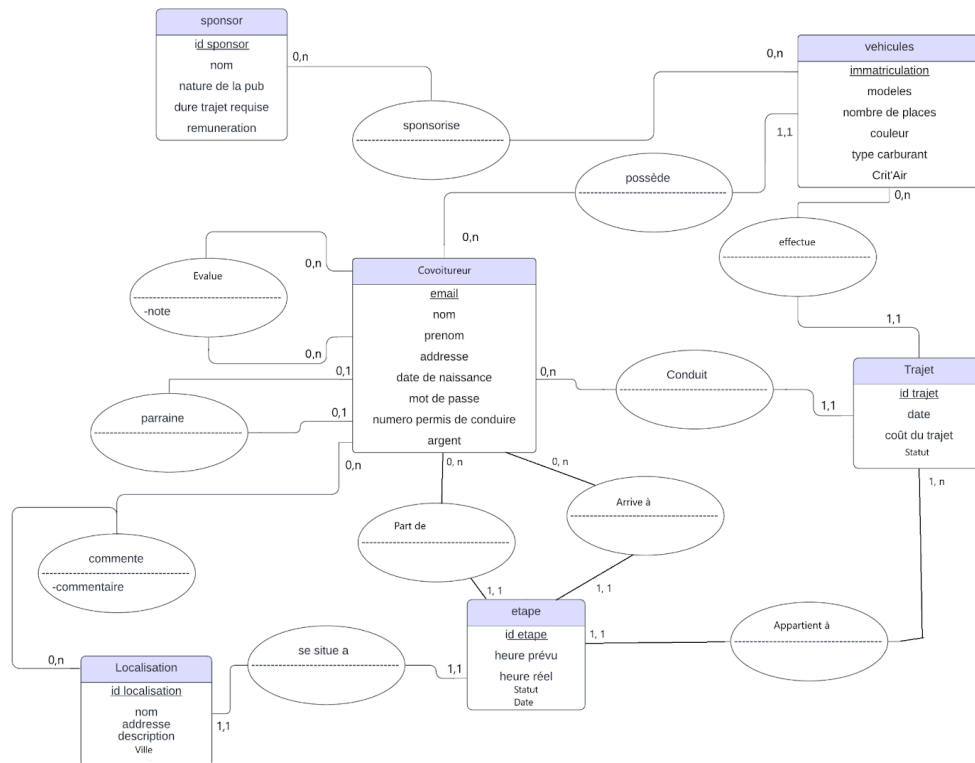 sponsor
id sponsor
nom
nature de la pub
dure trajet requise
remuneration
0,n
sponsorise
0,n
vehicules
immatriculation
modeles
nombre de places
couleur
type carburant
Crit'Air
1,1
possède
0,n
0,n
effectue
1,1
Evalue
-note
0,n
0,n
Covoitureur
email
nom
prenom
addresse
date de naissance
mot de passe
numero permis de conduire
argent
0,1
parraine
0,1
0,n
Conduit
1,1
Trajet
id trajet
date
coût du trajet
Statut
0,n
0, n
0, n
1, n
Part de
Arrive à
commente
-commentaire
1, 1
1, 1
etape
id etape
heure prévu
heure réel
Statut
Date
1, 1
Appartient à
se situe a
1,1
0,n
Localisation
id localisation
nom
addresse
description
Ville
1,1